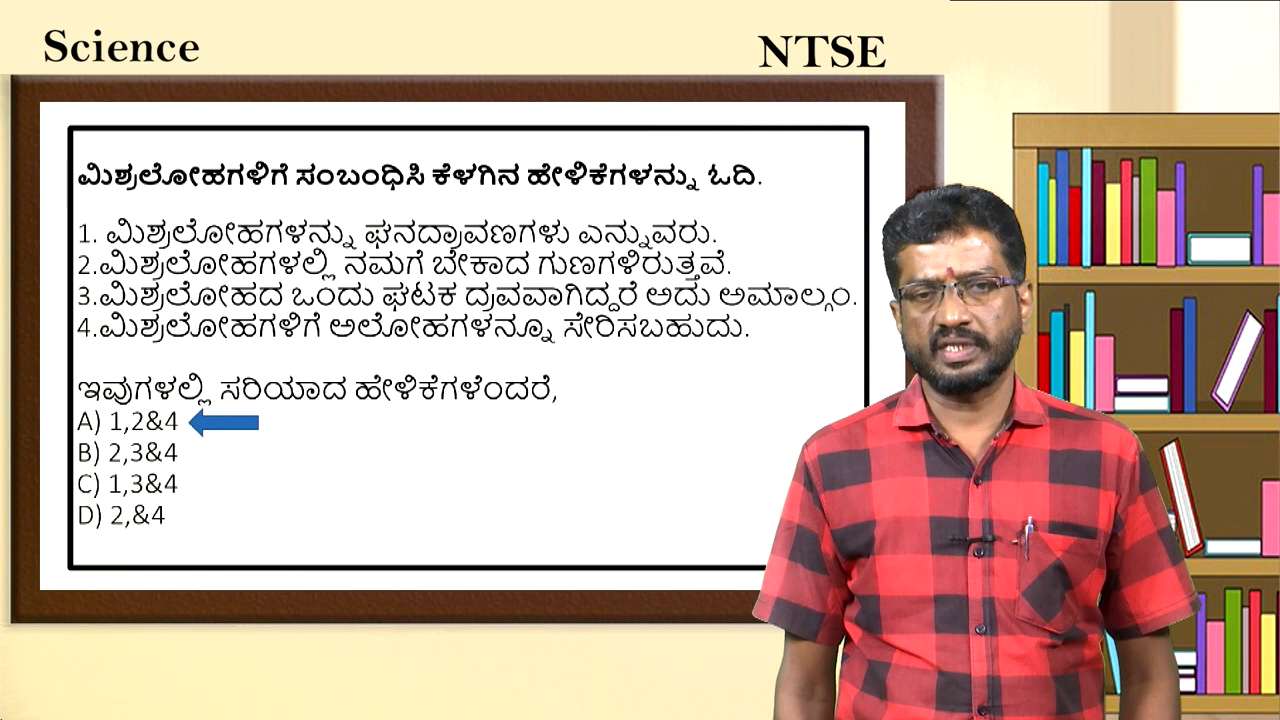 Science
NTSE
ಮಿಶ್ರಲೋಹಗಳಿಗೆ ಸಂಬಂಧಿಸಿ ಕೆಳಗಿನ ಹೇಳಿಕೆಗಳನ್ನು ಓದಿ.
1. ಮಿಶ್ರಲೋಹಗಳನ್ನು ಘನದ್ರಾವಣಗಳು ಎನ್ನುವರು.
2.ಮಿಶ್ರಲೋಹಗಳಲ್ಲಿ ನಮಗೆ ಬೇಕಾದ ಗುಣಗಳಿರುತ್ತವೆ.
3.ಮಿಶ್ರಲೋಹದ ಒಂದು ಘಟಕ ದ್ರವವಾಗಿದ್ದರೆ ಅದು ಅಮಾಲ್ಗಂ.
4.ಮಿಶ್ರಲೋಹಗಳಿಗೆ ಅಲೋಹಗಳನ್ನೂ ಸೇರಿಸಬಹುದು.
ಇವುಗಳಲ್ಲಿ ಸರಿಯಾದ ಹೇಳಿಕೆಗಳೆಂದರೆ,
A) 1,2&4
B) 2,3&4
C) 1,3&4
D) 2,&4